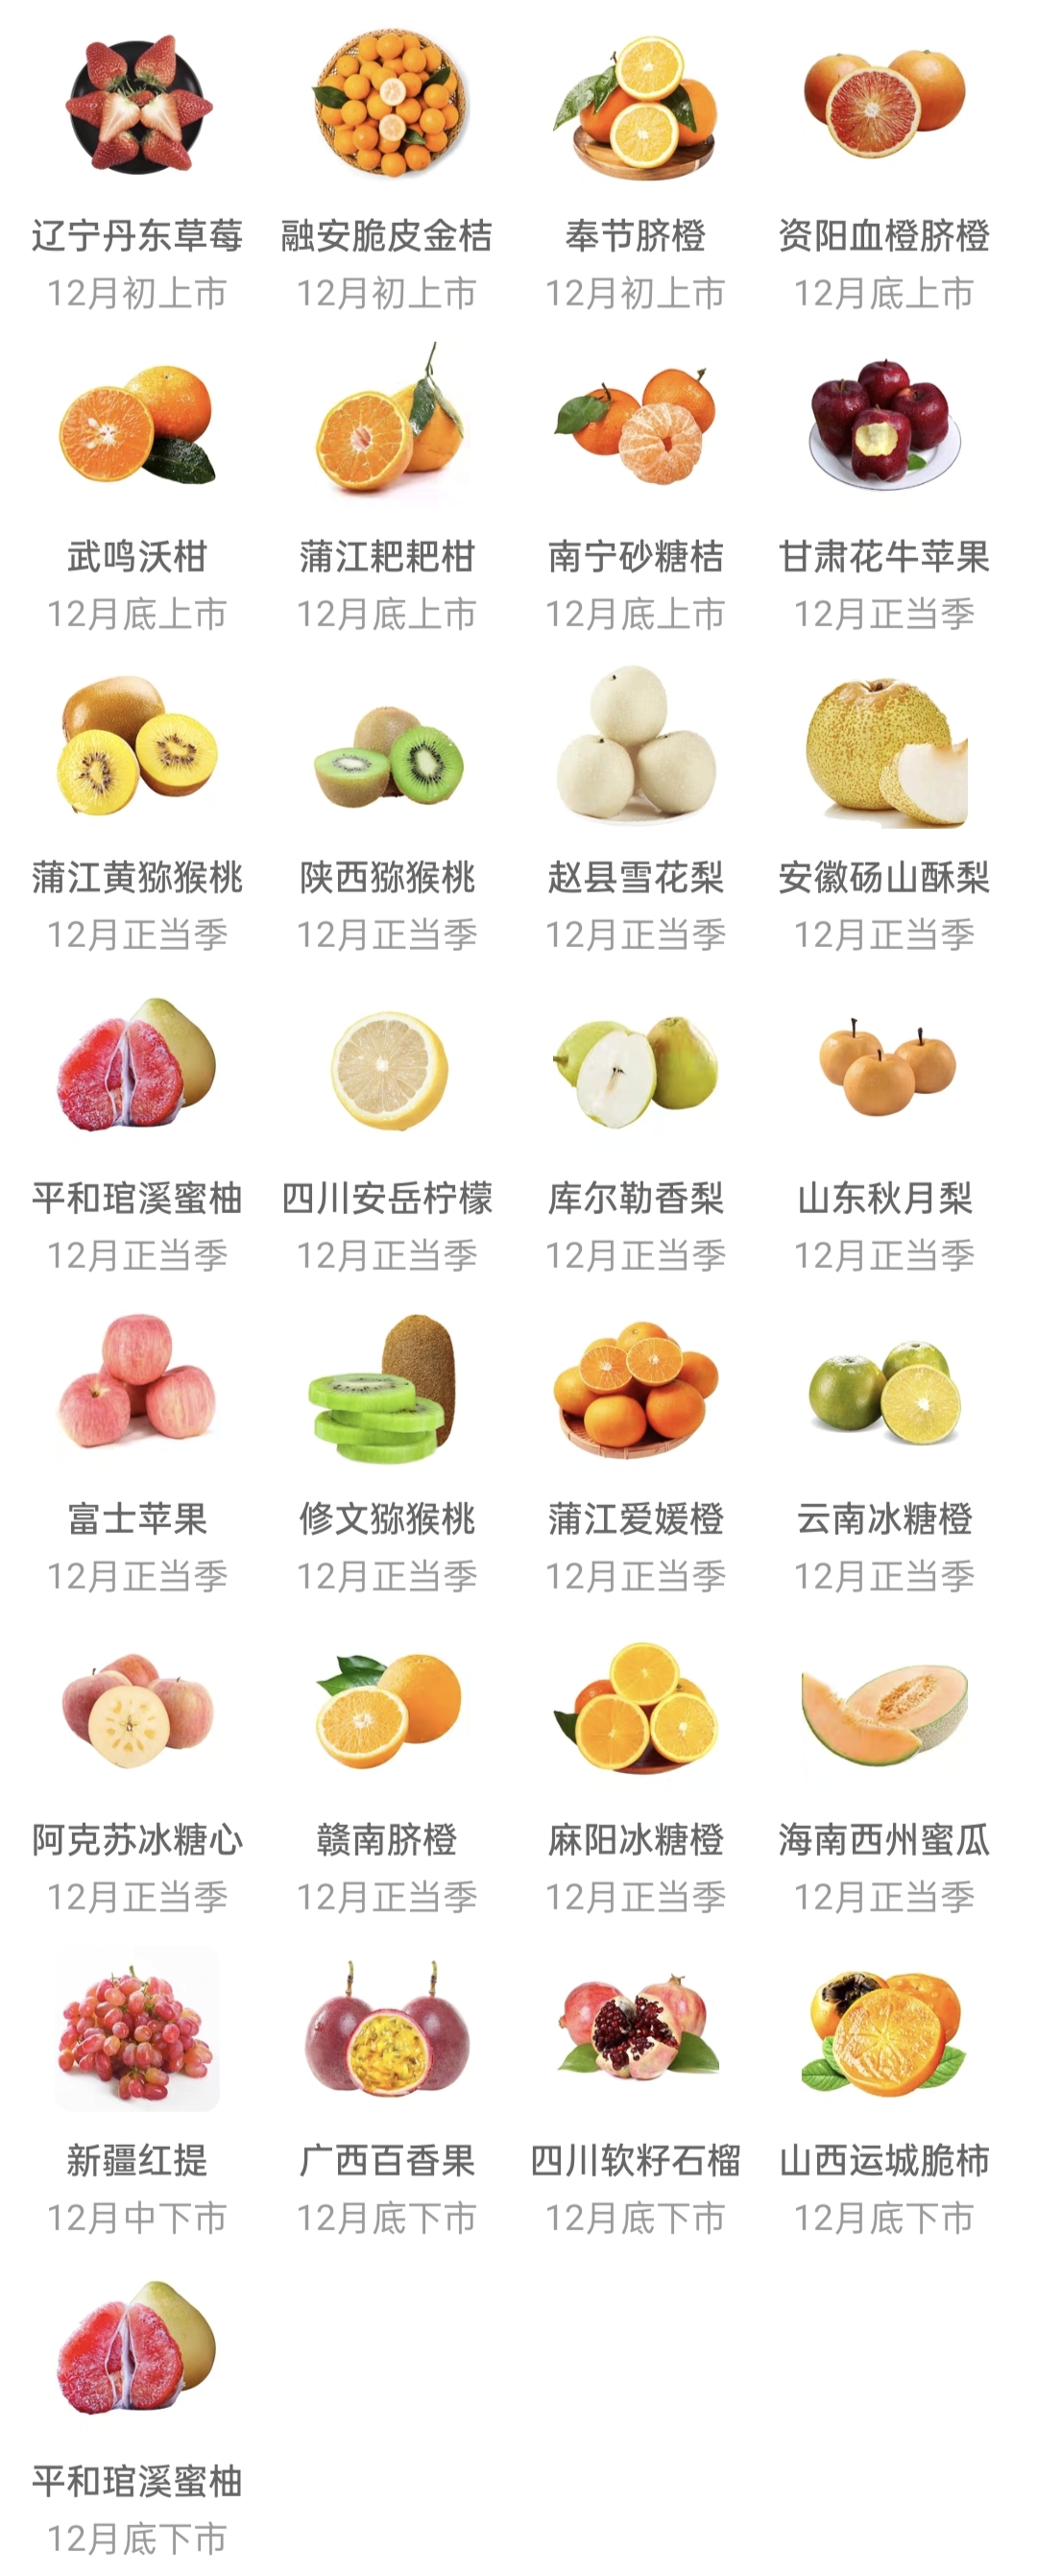 辽宁丹东草莓
12月初上市
融安脆皮金桔
12月初上市
奉节脐橙
12月初上市
资阳血橙脐橙
12月底上市
武鸣沃柑
12月底上市
蒲江耙耙柑
12月底上市
南宁砂糖桔
12月底上市
甘肃花牛苹果
12月正当季
蒲江黄猕猴桃
12月正当季
陕西猕猴桃
12月正当季
赵县雪花梨
12月正当季
安徽砀山酥梨
12月正当季
平和琯溪蜜柚
12月正当季
四川安岳柠檬
12月正当季
库尔勒香梨
12月正当季
山东秋月梨
12月正当季
富士苹果
12月正当季
修文猕猴桃
12月正当季
蒲江爱媛橙
12月正当季
云南冰糖橙
12月正当季
阿克苏冰糖心
12月正当季
赣南脐橙
12月正当季
麻阳冰糖橙
12月正当季
海南西州蜜瓜
12月正当季
新疆红提
12月中下市
广西百香果
12月底下市
四川软籽石榴
12月底下市
山西运城脆柿
12月底下市
平和琯溪蜜柚
12月底下市